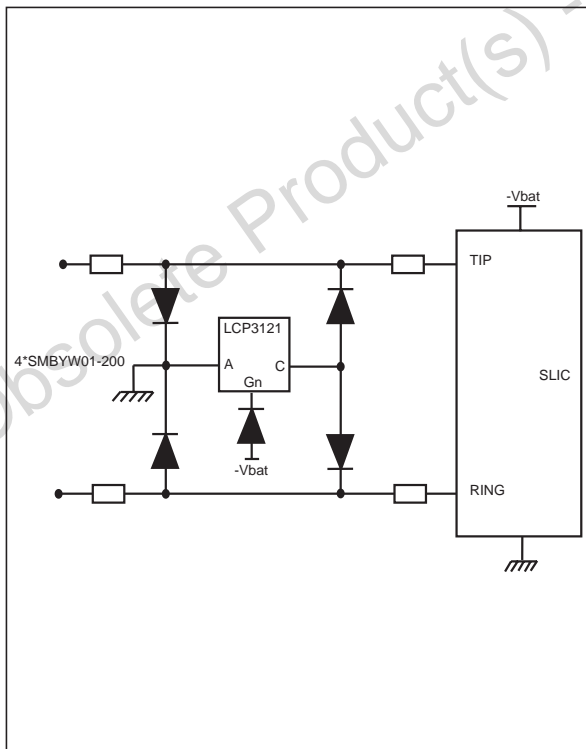 Obsolete Product(s) -
-Vbat
TIP
LCP3121
4*SMBYW01-200
A
C
Gn
SLIC
-Vbat
RING